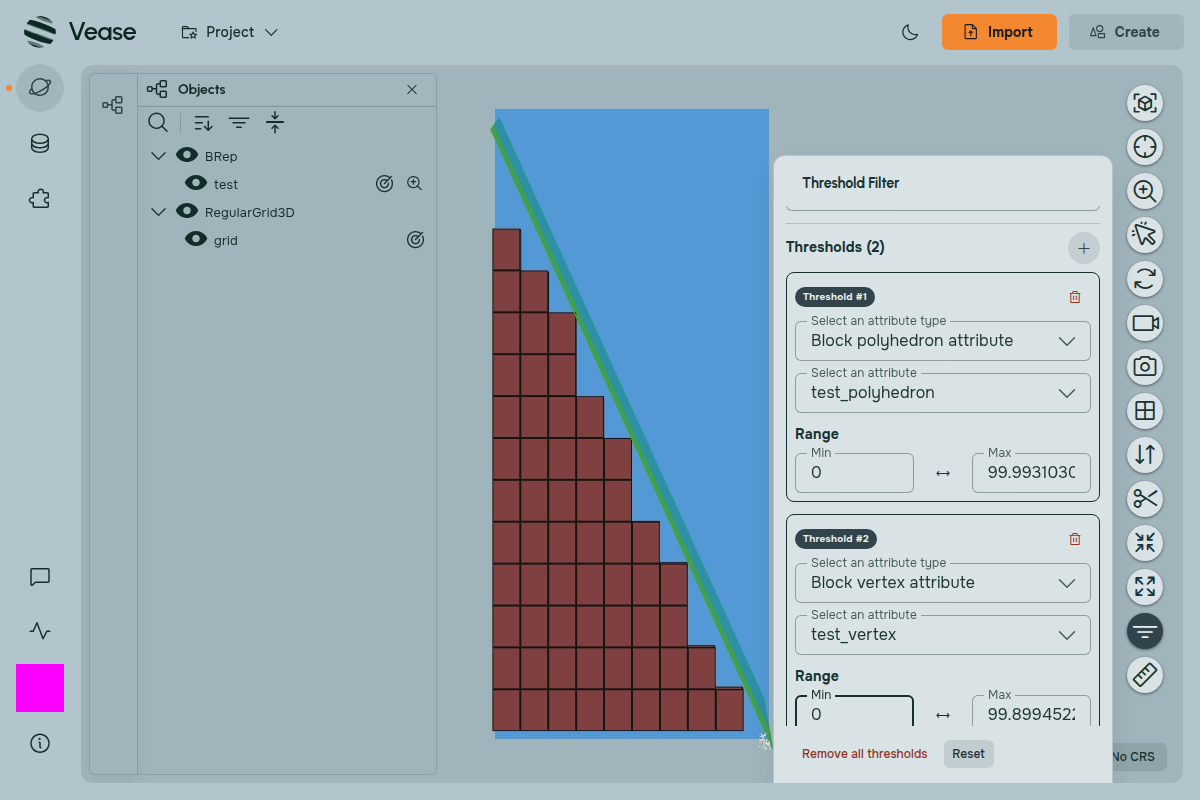 Vease
Project
Import
Create
Objects
BRep
test
RegularGrid3D
grid
Threshold Filter
Thresholds (2)
Threshold #1
Select an attribute type
Block polyhedron attribute
Select an attribute
test_polyhedron
Range
Min
0
Max
99.9931030
Threshold #2
Select an attribute type
Block vertex attribute
Select an attribute
test_vertex
Range
Min
0
Max
99.899452
Remove all thresholds
Reset
No CRS